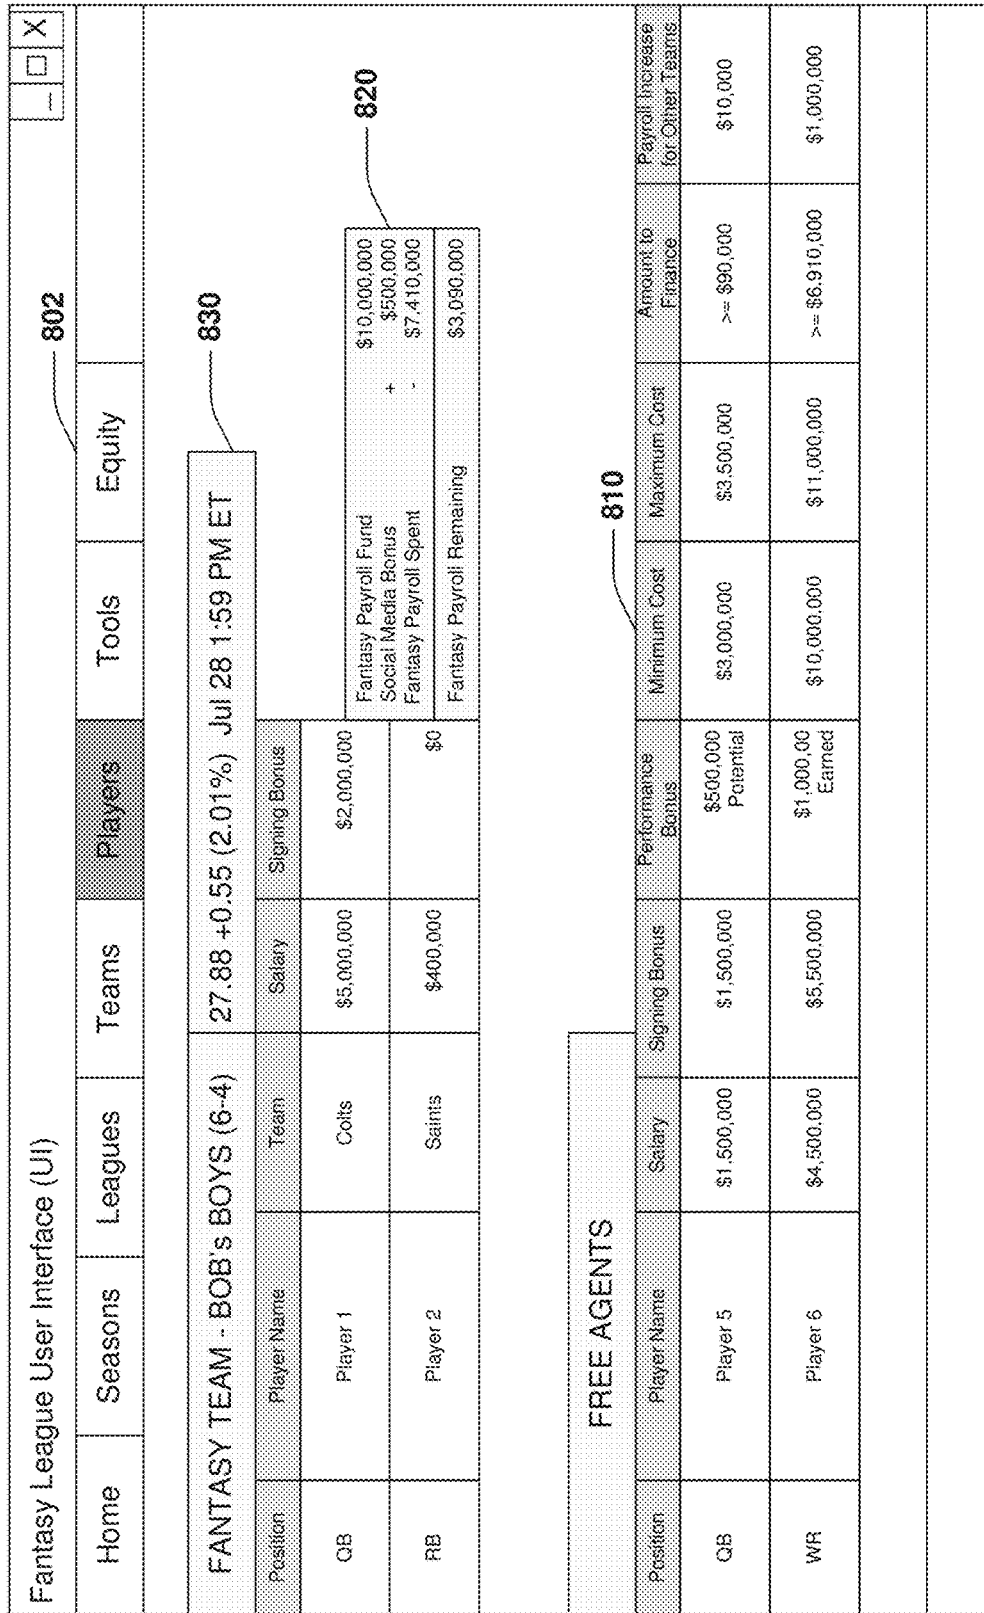 Fantasy League User Interface (UI)
_ □ X
802
Home Seasons Leagues Teams Players Tools Equity
830
FANTASY TEAM - BOB's BOYS (6-4) 27.88 +0.55 (2.01%) Jul 28 1:59 PM ET
Position Player Name Team Salary Signing Bonus
QB Player 1 Colts $5,000,000 $2,000,000
RB Player 2 Saints $400,000 $0
820
Fantasy Payroll Fund $10,000,000
Social Media Bonus + $500,000
Fantasy Payroll Spent - $7,410,000
Fantasy Payroll Remaining $3,090,000
FREE AGENTS
810
Position Player Name Salary Signing Bonus Performance Bonus Minimum Cost Maximum Cost Amount to Finance Payroll Increase for Other Teams
QB Player 5 $1,500,000 $1,500,000 $500,000 Potential $3,000,000 $3,500,000 >= $90,000 $10,000
WR Player 6 $4,500,000 $5,500,000 $1,000,00 Earned $10,000,000 $11,000,000 >= $6,910,000 $1,000,000